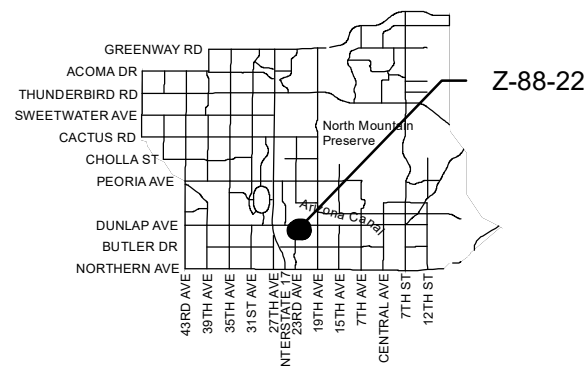 GREENWAY RD
ACOMA DR
THUNDERBIRD RD
SWEETWATER AVE
CACTUS RD
CHOLLA ST
PEORIA AVE
DUNLAP AVE
BUTLER DR
NORTHERN AVE
Z-88-22
North Mountain
Preserve
Arizona Canal
43RD AVE
39TH AVE
35TH AVE
31ST AVE
27TH AVE
NTERSTATE 17
23RD AVE
19TH AVE
15TH AVE
7TH AVE
CENTRAL AVE
7TH ST
12TH ST